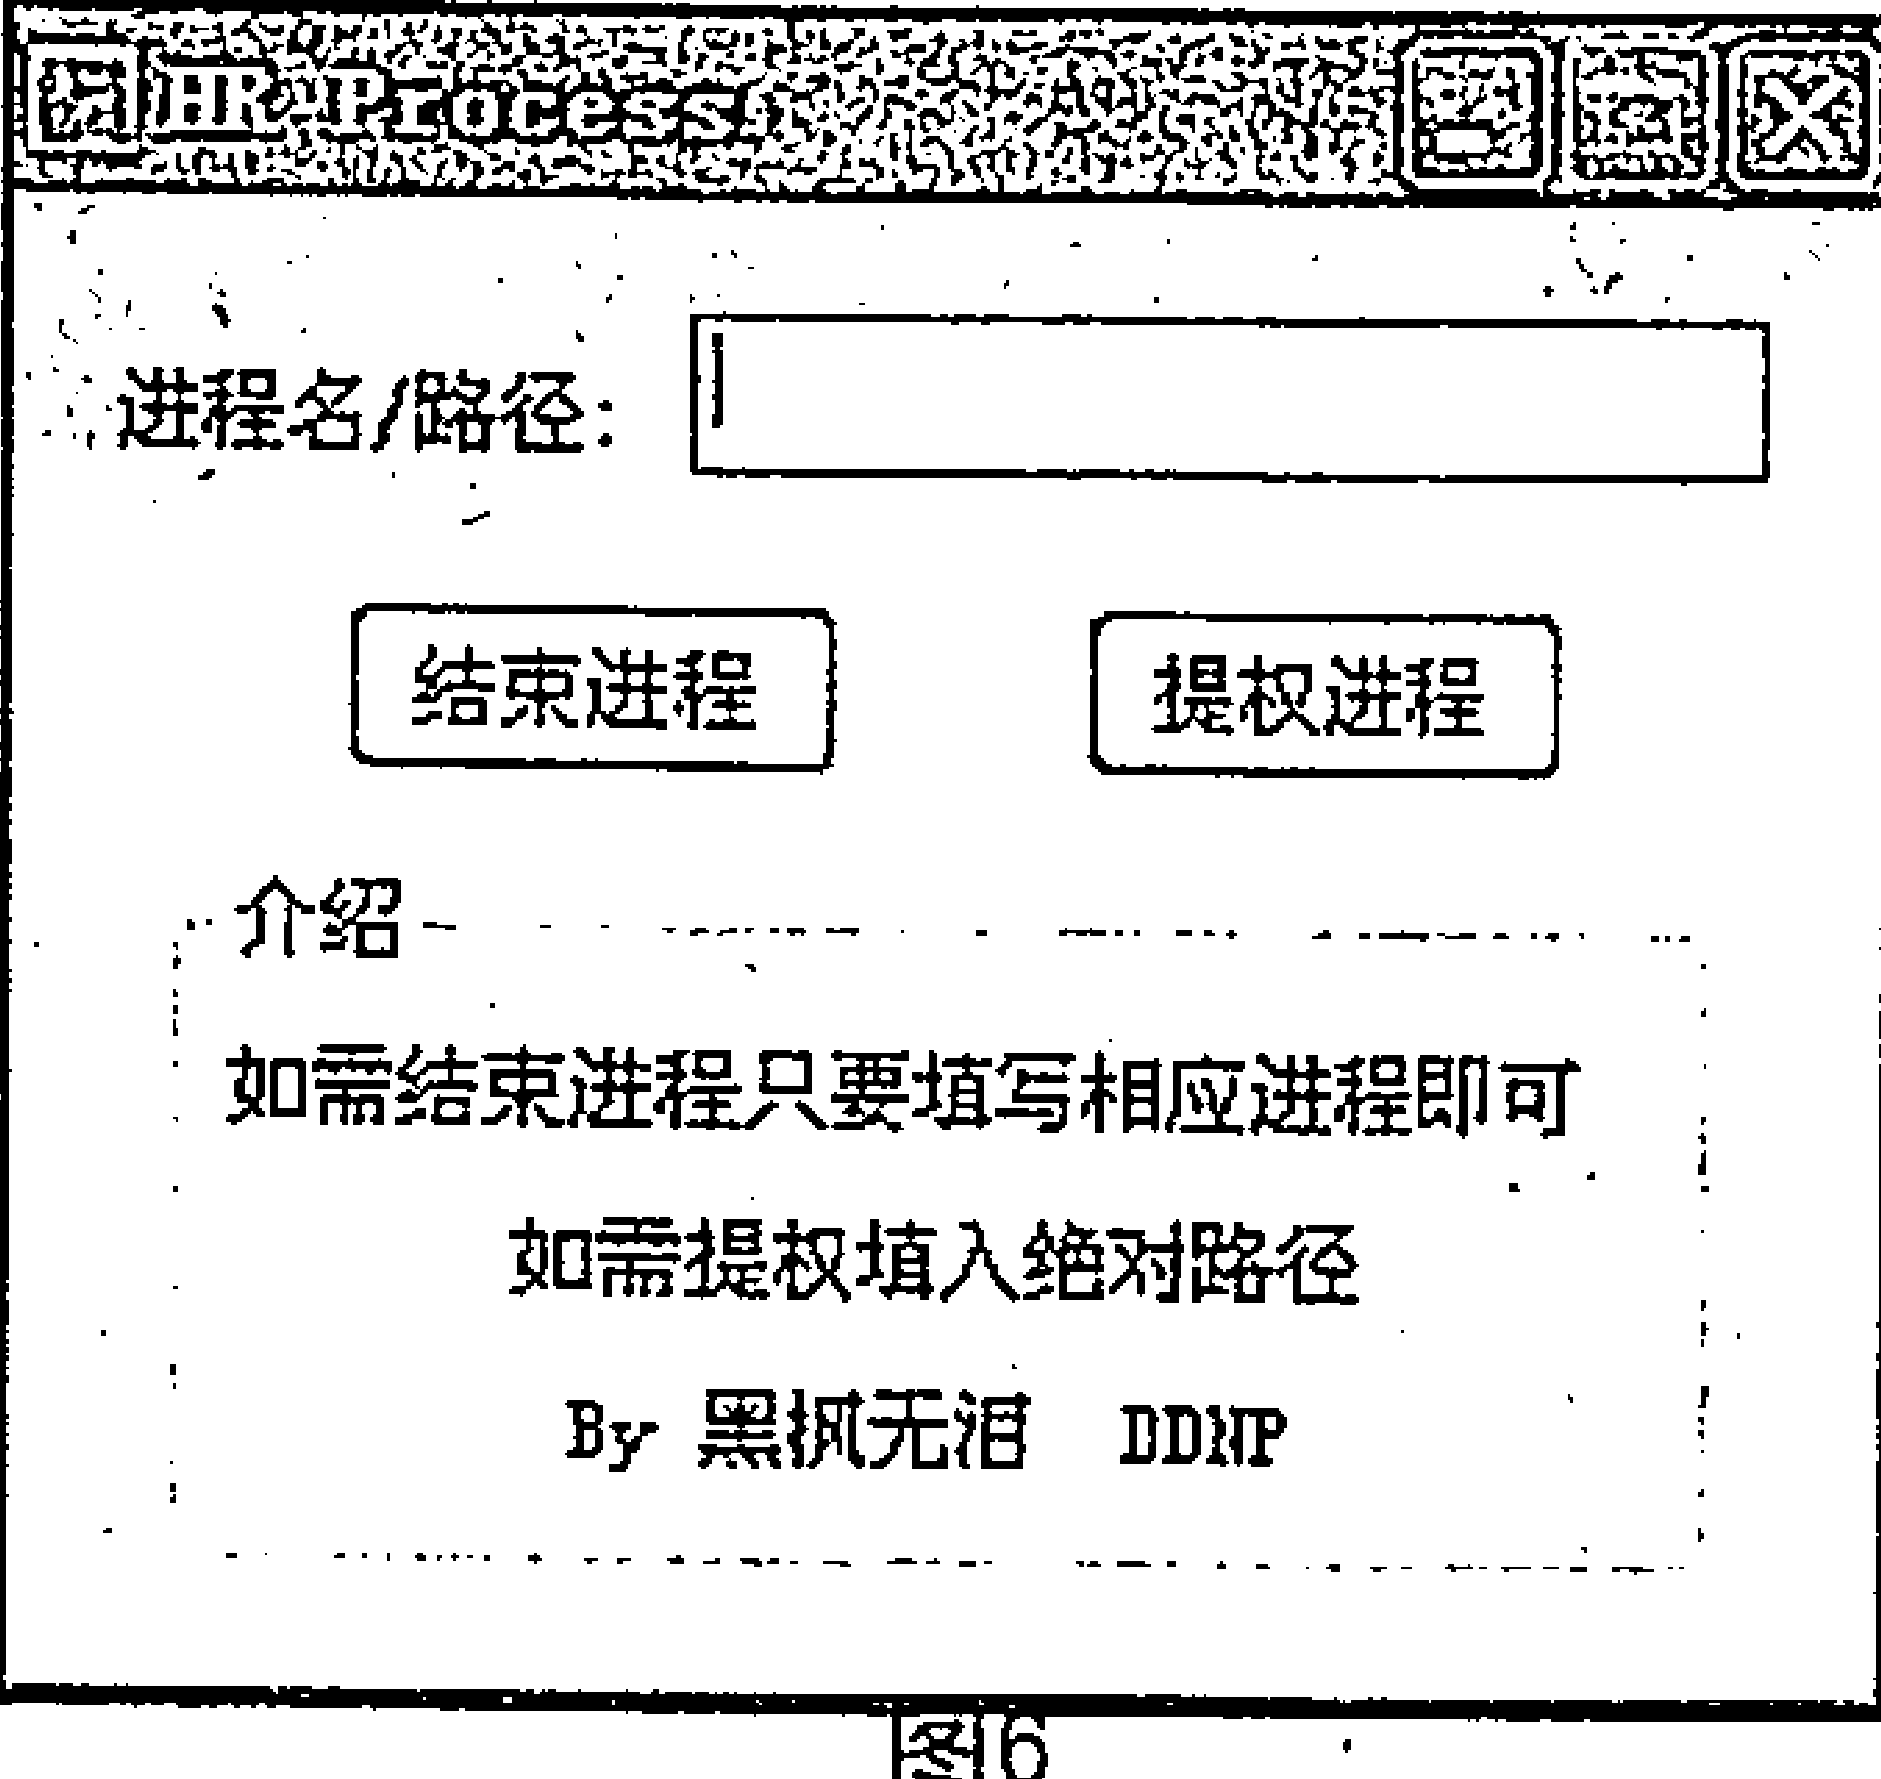 HR Process
进程名/路径:
结束进程
提权进程
介绍
如需结束进程只要填写相应进程即可
如需提权填入绝对路径
By 黑枫无泪 DDNP
图6